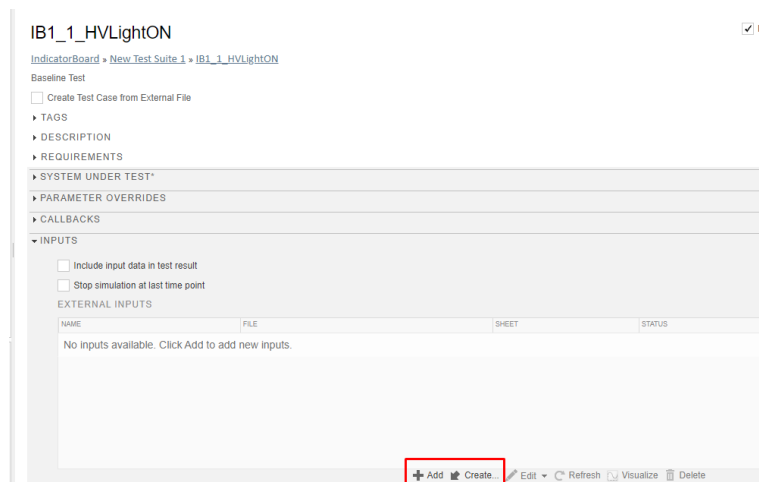 IB1_1_HVLightON
IndicatorBoard » New Test Suite 1 » IB1_1_HVLightON
Baseline Test
Create Test Case from External File
TAGS
DESCRIPTION
REQUIREMENTS
SYSTEM UNDER TEST*
PARAMETER OVERRIDES
CALLBACKS
INPUTS
Include input data in test result
Stop simulation at last time point
EXTERNAL INPUTS
NAME FILE SHEET STATUS
No inputs available. Click Add to add new inputs.
Add Create... Edit Refresh Visualize Delete